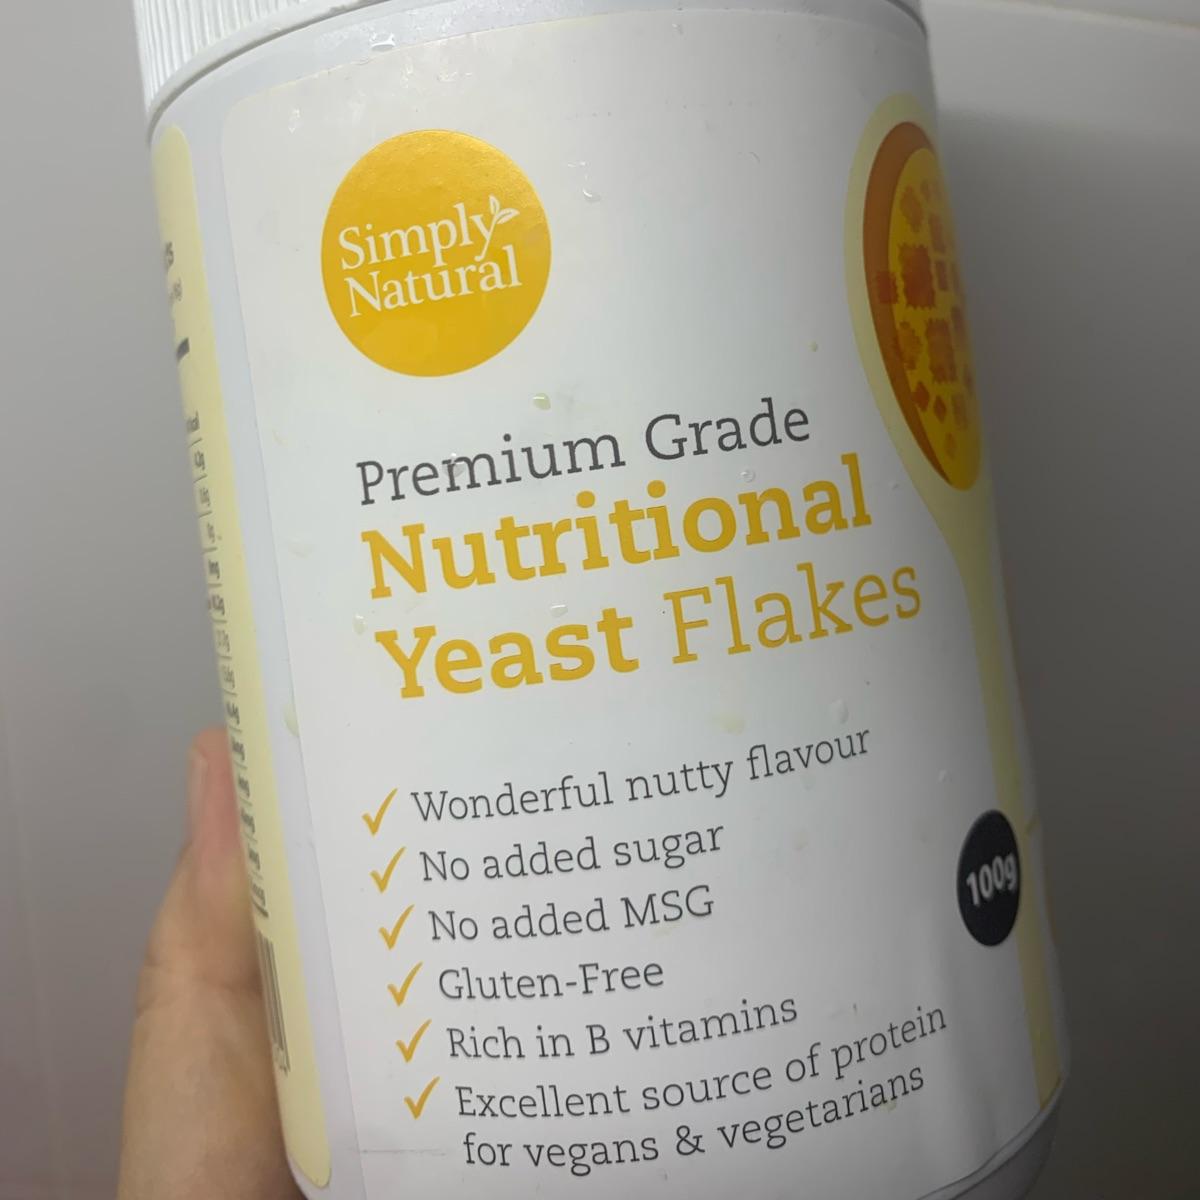 Simply
Natural
Premium Grade
Nutritional
Yeast Flakes
✓ Wonderful nutty flavour
✓ No added sugar
✓ No added MSG
✓ Gluten-Free
✓ Rich in B vitamins
✓ Excellent source of protein
for vegans & vegetarians
100g